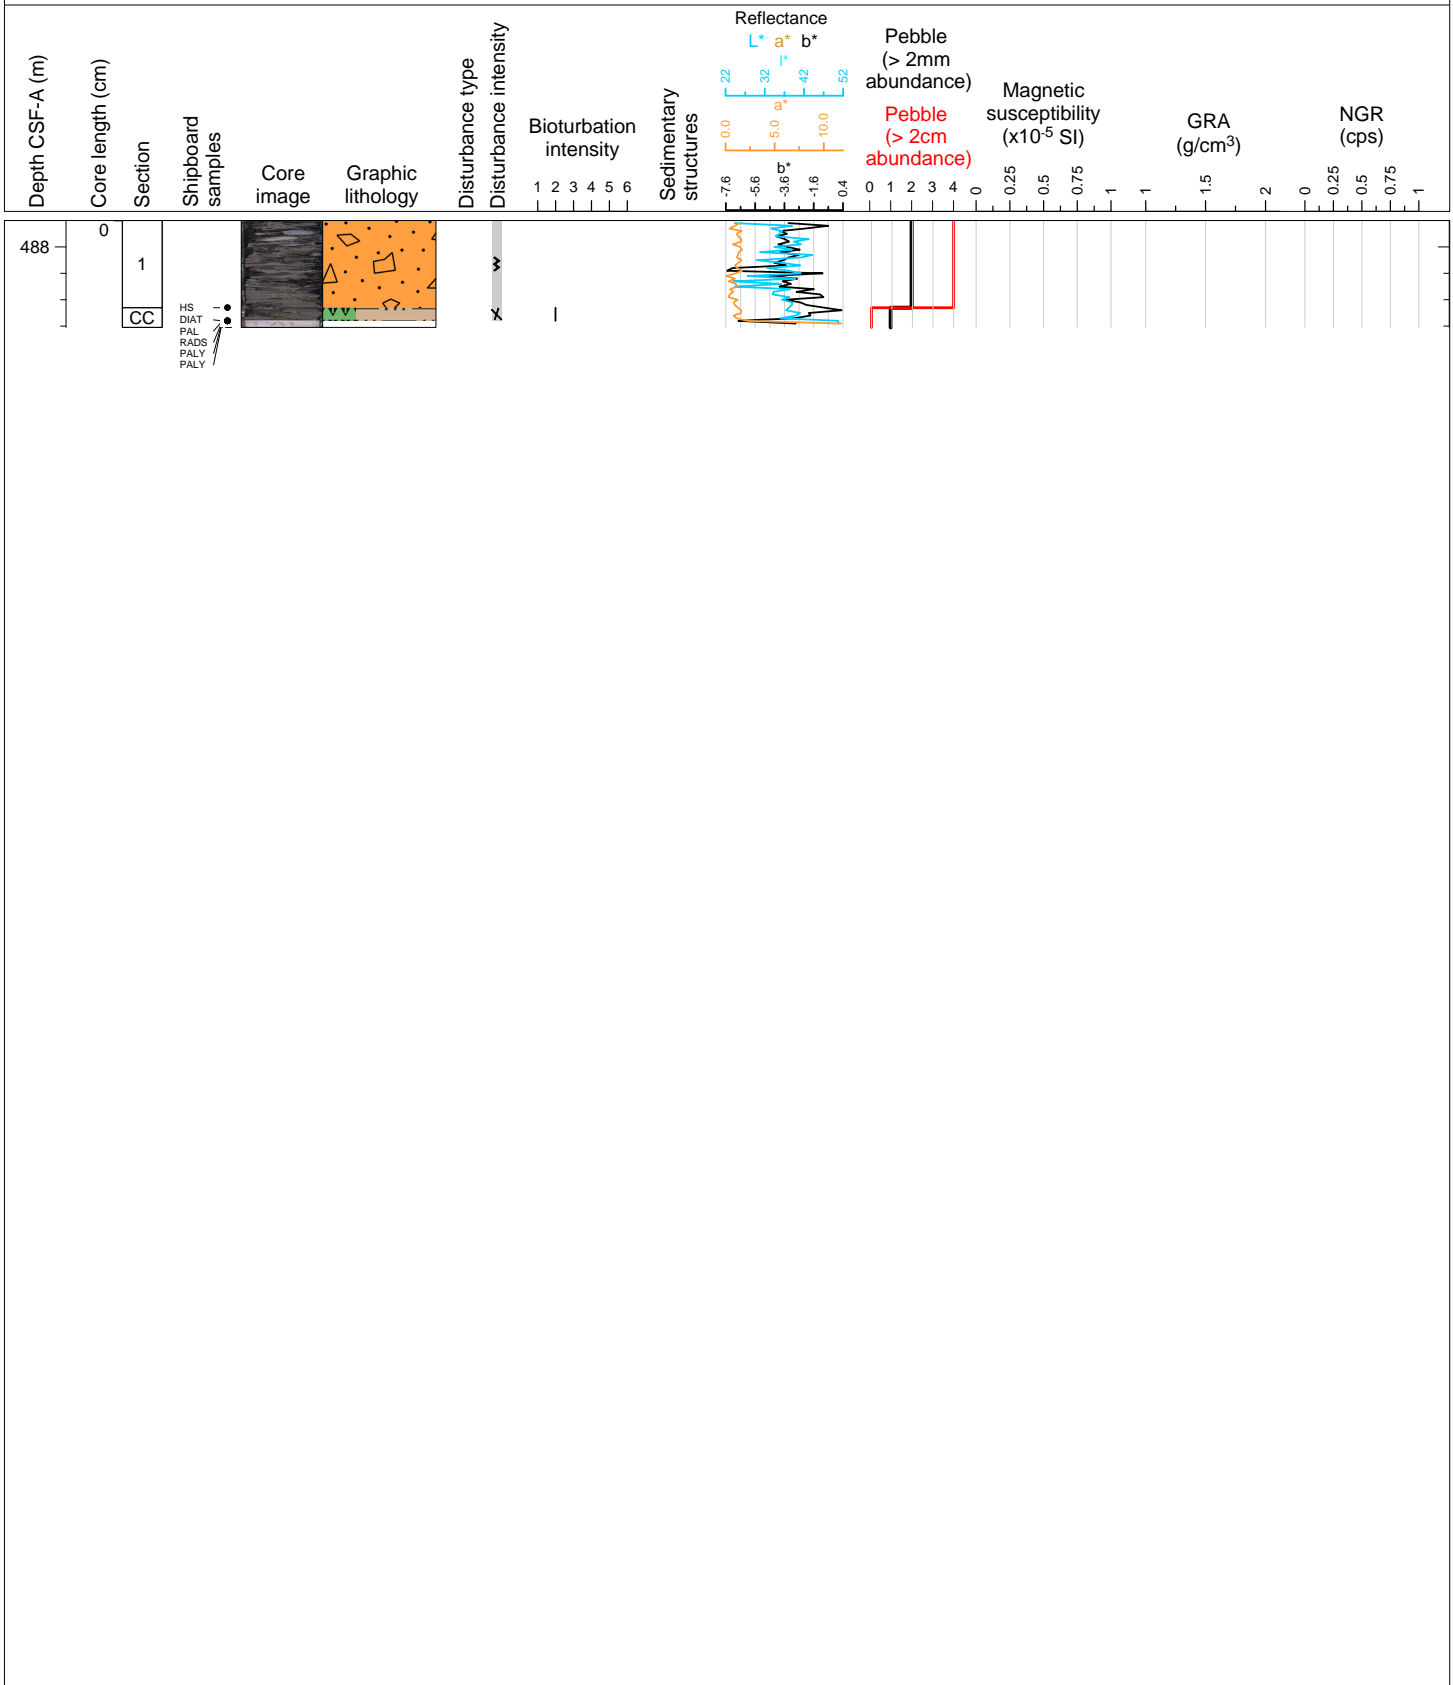 Depth CSF-A (m)
Core length (cm)
Section
Shipboard
samples
Core
image
Graphic
lithology
Disturbance type
Disturbance intensity
Bioturbation
intensity
1 2 3 4 5 6
Sedimentary
structures
Reflectance
L* a* b*
l*
22 32 42 52
a*
0.0 5.0 10.0
b*
-7.6 -5.6 -3.6 -1.6 0.4
Pebble
(> 2mm
abundance)
Pebble
(> 2cm
abundance)
0 1 2 3 4
Magnetic
susceptibility
(x10-5 SI)
0 0.25 0.5 0.75 1
GRA
(g/cm3)
1 1.5 2
NGR
(cps)
0 0.25 0.5 0.75 1
0
488
1
CC
HS
DIAT
PAL
RADS
PALY
PALY